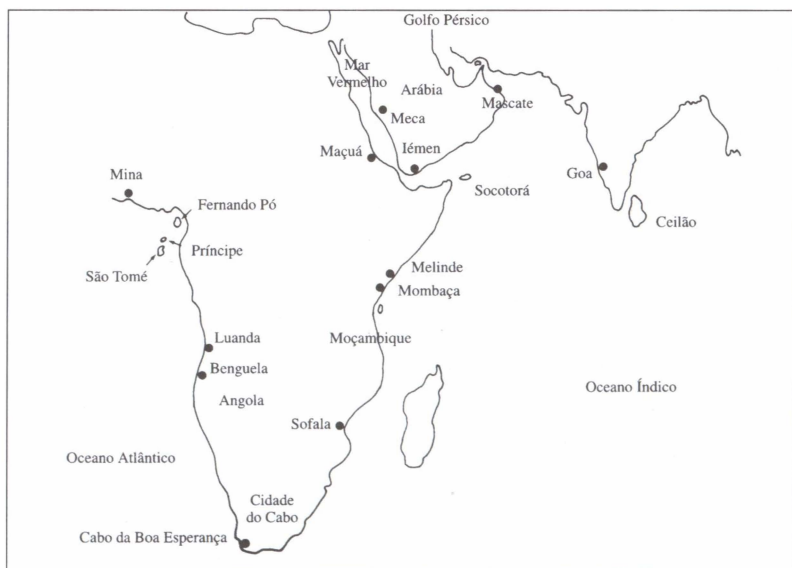 Golfo Pérsico
Mar
Vermelho
Arábia
Mascate
Meca
Maçuá
Iémen
Goa
Socotorá
Mina
Fernando Pó
Ceilão
Príncipe
São Tomé
Melinde
Mombaça
Luanda
Moçambique
Benguela
Angola
Oceano Índico
Sofala
Oceano Atlântico
Cidade
do Cabo
Cabo da Boa Esperança